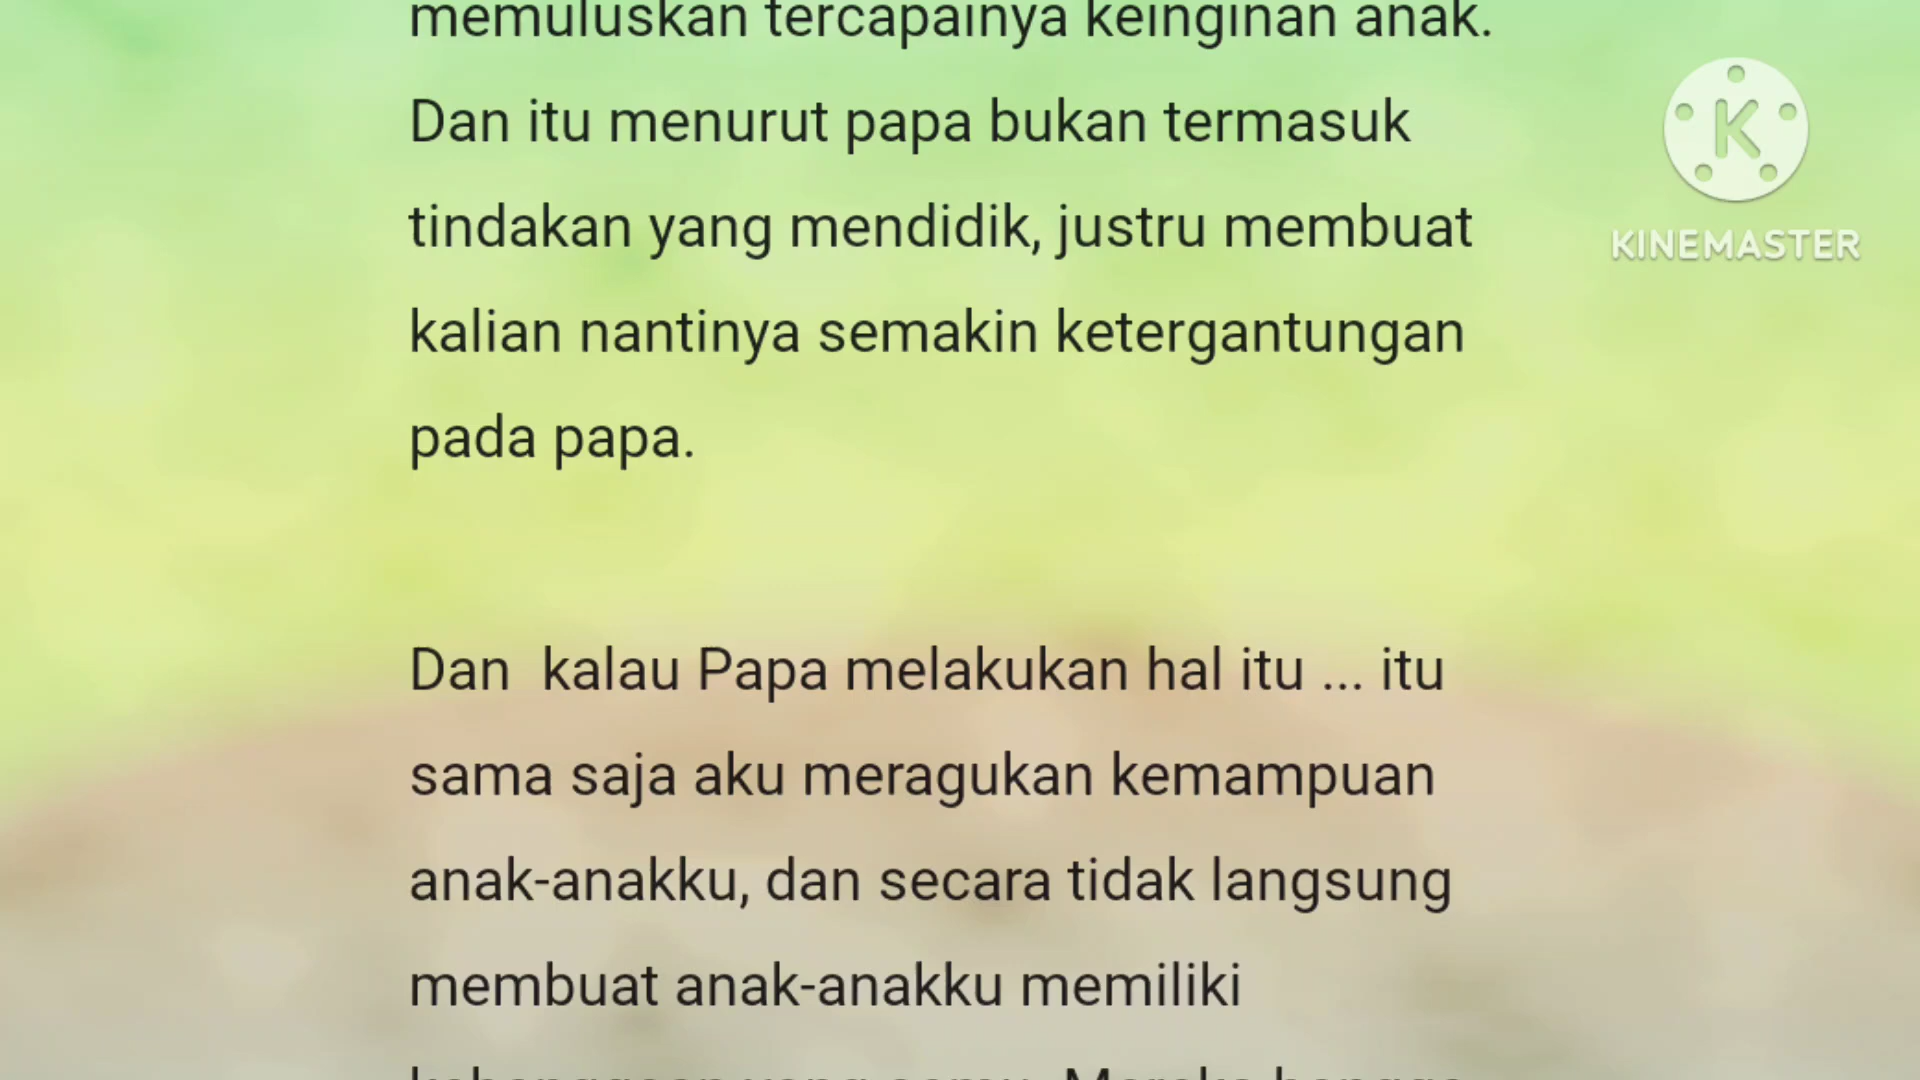 memuluskan tercapainya keinginan anak.
Dan itu menurut papa bukan termasuk
tindakan yang mendidik, justru membuat
kalian nantinya semakin ketergantungan
pada papa.
Dan  kalau Papa melakukan hal itu ... itu
sama saja aku meragukan kemampuan
anak-anakku, dan secara tidak langsung
membuat anak-anakku memiliki
K
KINEMASTER